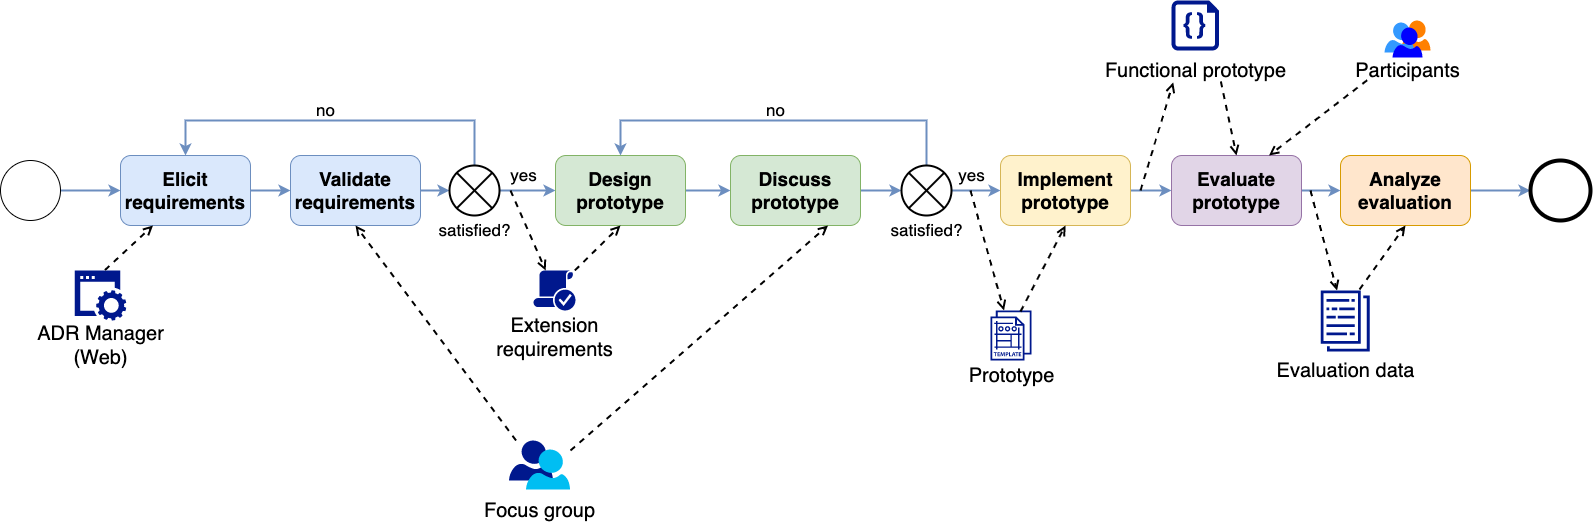 {}
Functional prototype
Participants
no
no
Elicit
requirements
Validate
requirements
satisfied?
yes
Design
prototype
Discuss
prototype
satisfied?
yes
Implement
prototype
Evaluate
prototype
Analyze
evaluation
ADR Manager
(Web)
Extension
requirements
TEMPLATE
Prototype
Evaluation data
Focus group